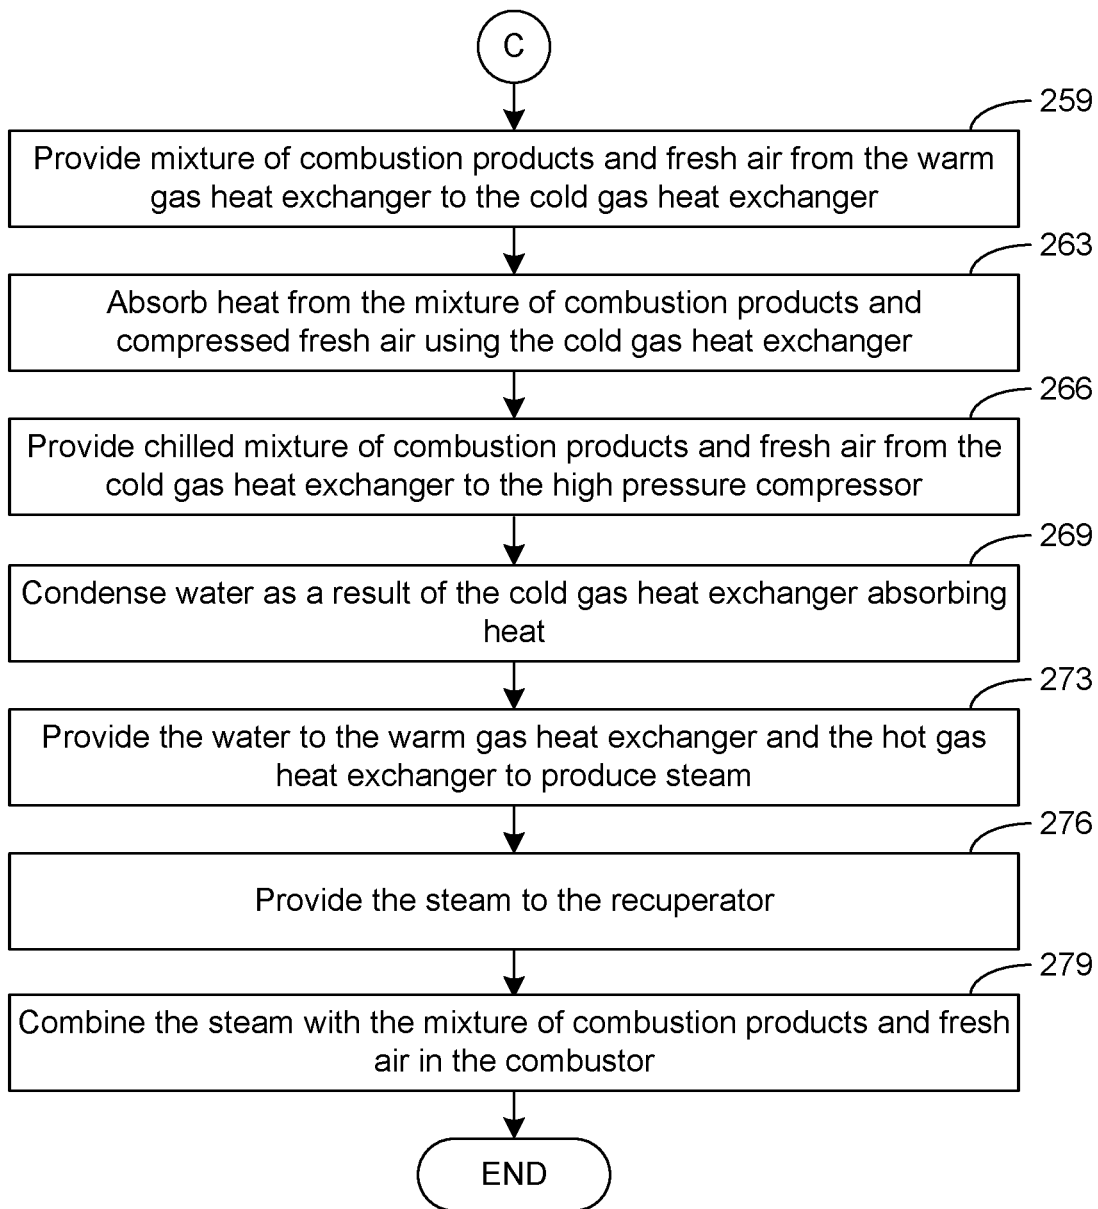 C
259
Provide mixture of combustion products and fresh air from the warm
gas heat exchanger to the cold gas heat exchanger
263
Absorb heat from the mixture of combustion products and
compressed fresh air using the cold gas heat exchanger
266
Provide chilled mixture of combustion products and fresh air from the
cold gas heat exchanger to the high pressure compressor
269
Condense water as a result of the cold gas heat exchanger absorbing
heat
273
Provide the water to the warm gas heat exchanger and the hot gas
heat exchanger to produce steam
276
Provide the steam to the recuperator
279
Combine the steam with the mixture of combustion products and fresh
air in the combustor
END